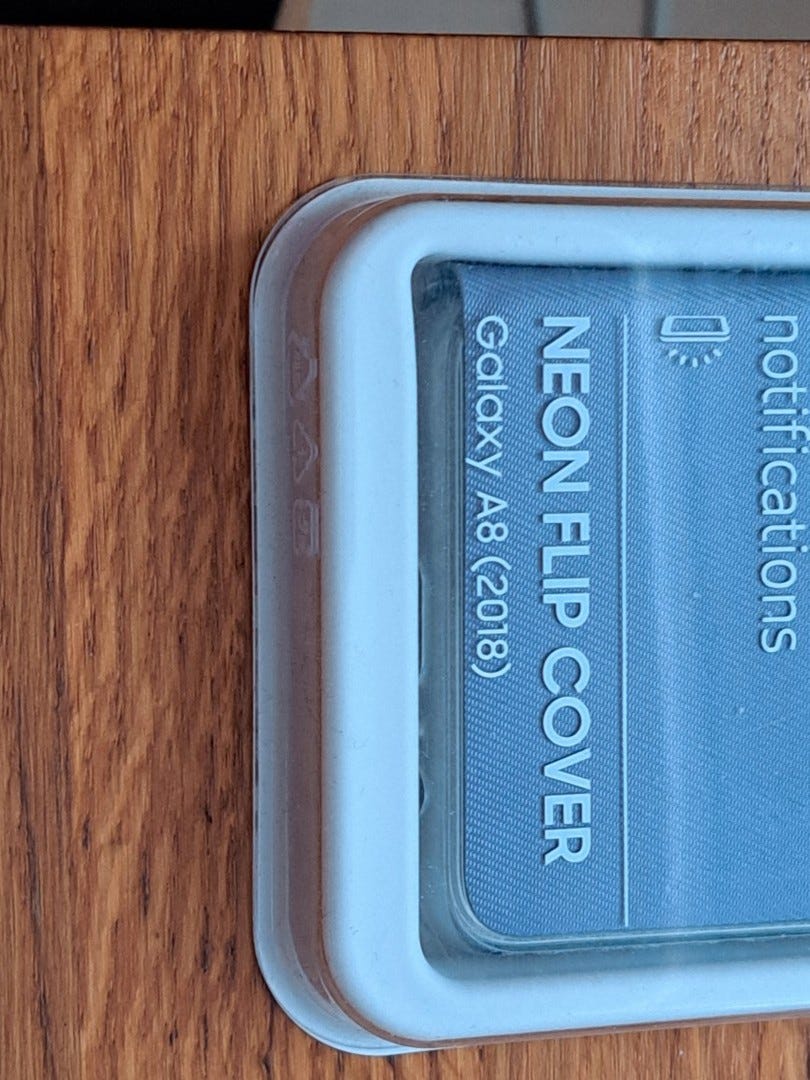 notifications
NEON FLIP COVER
Galaxy A8 (2018)